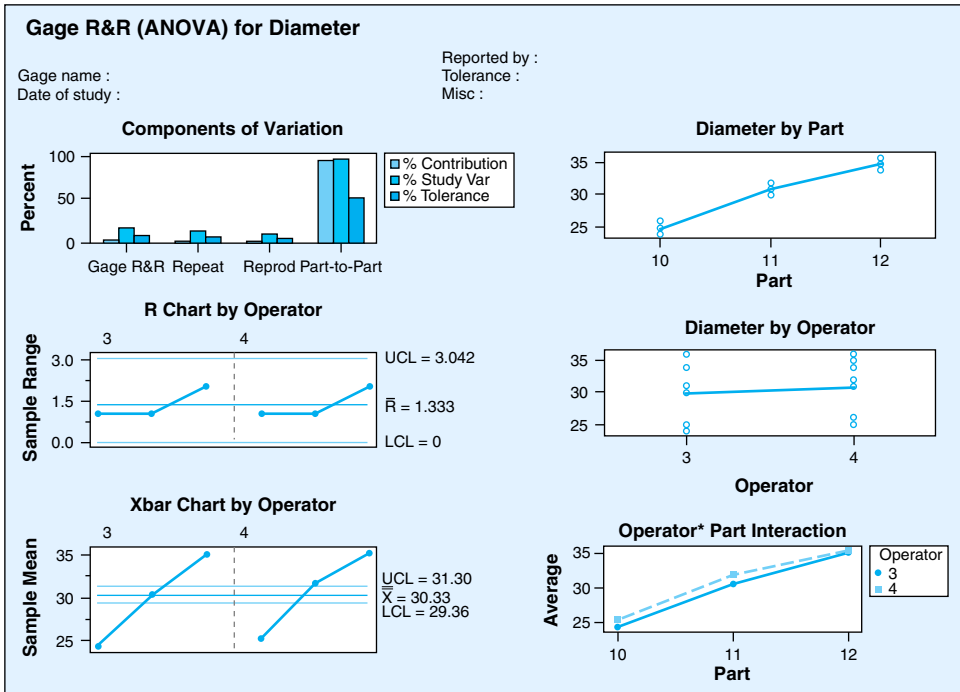 Gage R&R (ANOVA) for Diameter
Reported by :
Gage name :
Tolerance :
Date of study :
Misc :
Components of Variation
Percent
100
50
0
Gage R&R Repeat Reprod Part-to-Part
% Contribution
% Study Var
% Tolerance
Diameter by Part
35
30
25
10 11 12
Part
R Chart by Operator
3 4
Sample Range
3.0
1.5
0.0
UCL = 3.042
R̄ = 1.333
LCL = 0
Diameter by Operator
35
30
25
3 4
Operator
Xbar Chart by Operator
3 4
Sample Mean
35
30
25
UCL = 31.30
X̿ = 30.33
LCL = 29.36
Operator* Part Interaction
Average
35
30
25
10 11 12
Part
Operator
3
4